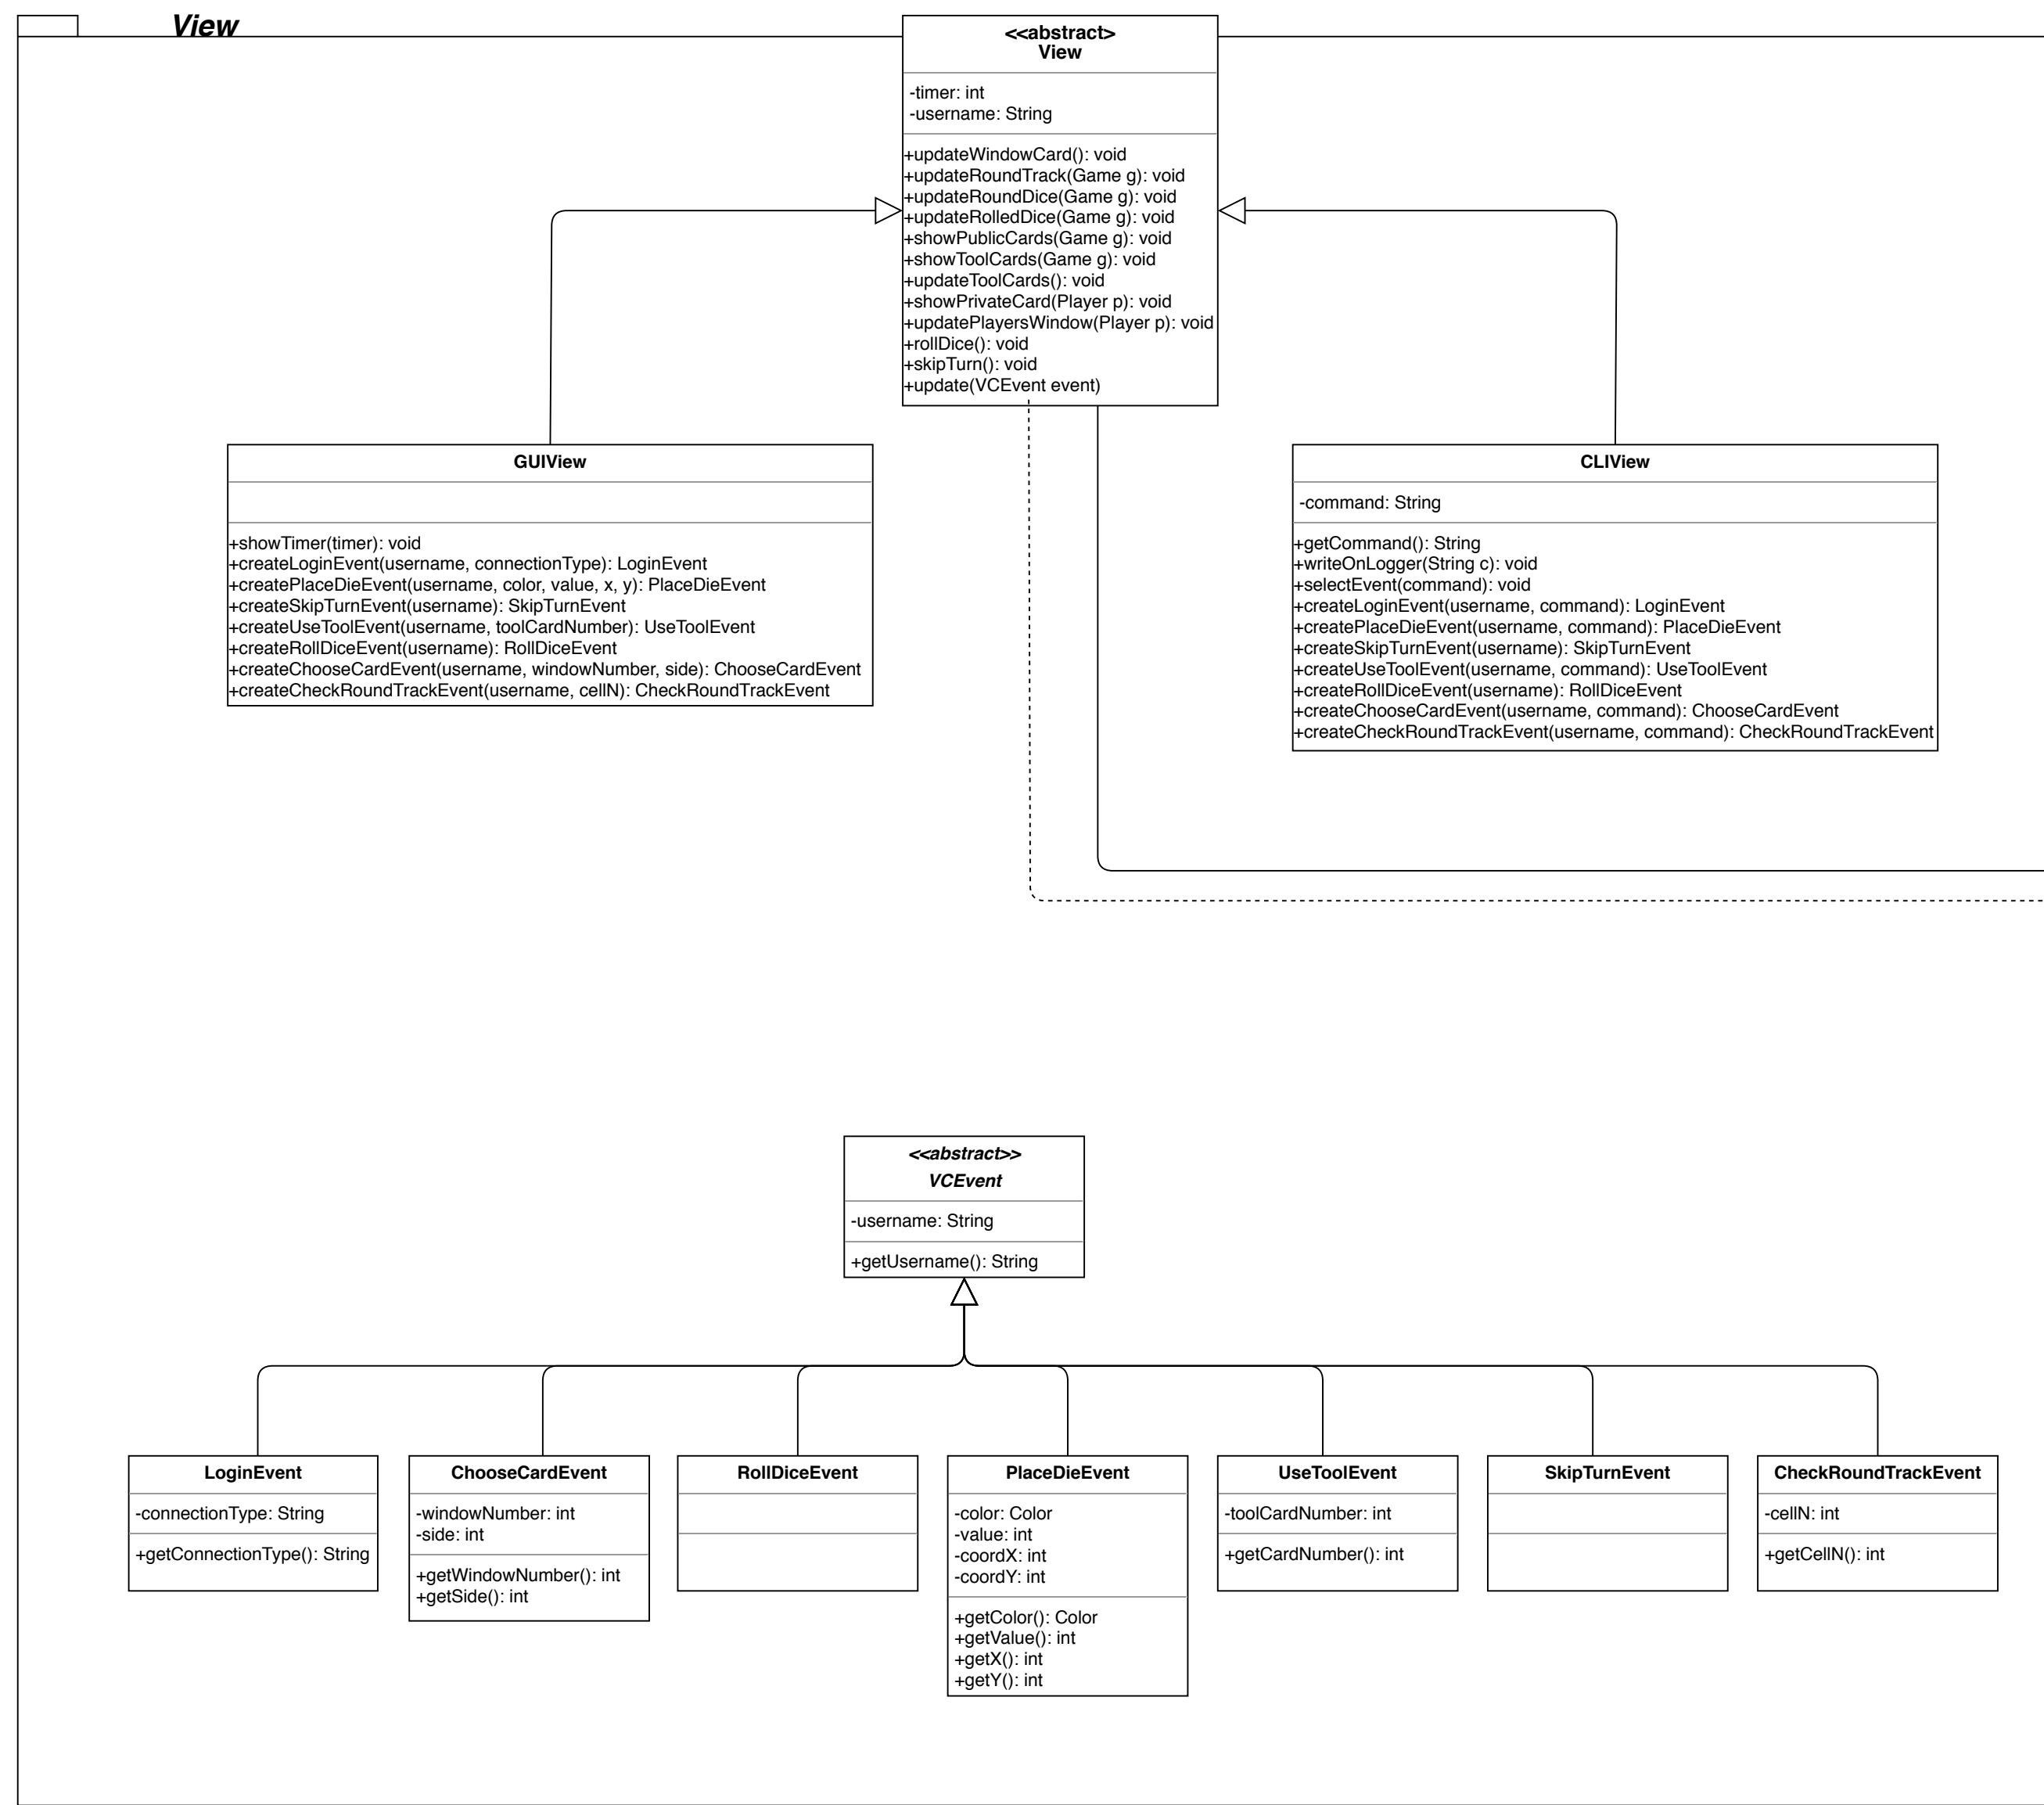 View
<<abstract>
View
-timer: int
-username: String
+updateWindowCard(): void
+updateRoundTrack(Game g): void
+updateRoundDice(Game g): void
+updateRolledDice(Game g): void
+showPublicCards(Game g): void
+showToolCards(Game g): void
+updateToolCards(): void
+showPrivateCard(Player p): void
+updatePlayersWindow(Player p): void
+rollDice(): void
+skipTurn(): void
+update(VCEvent event)
GUIView
+showTimer(timer): void
+createLoginEvent(username, connectionType): LoginEvent
+createPlaceDieEvent(username, color, value, x, y): PlaceDieEvent
+createSkipTurnEvent(username): SkipTurnEvent
+createUseToolEvent(username, toolCardNumber): UseToolEvent
+createRollDiceEvent(username): RollDiceEvent
+createChooseCardEvent(username, windowNumber, side): ChooseCardEvent
+createCheckRoundTrackEvent(username, cellN): CheckRoundTrackEvent
CLIView
-command: String
+getCommand(): String
+writeOnLogger(String c): void
+selectEvent(command): void
+createLoginEvent(username, command): LoginEvent
+createPlaceDieEvent(username, command): PlaceDieEvent
+createSkipTurnEvent(username): SkipTurnEvent
+createUseToolEvent(username, command): UseToolEvent
+createRollDiceEvent(username): RollDiceEvent
+createChooseCardEvent(username, command): ChooseCardEvent
+createCheckRoundTrackEvent(username, command): CheckRoundTrackEvent
<<abstract>>
VCEvent
-username: String
+getUsername(): String
LoginEvent
-connectionType: String
+getConnectionType(): String
ChooseCardEvent
-windowNumber: int
-side: int
+getWindowNumber(): int
+getSide(): int
RollDiceEvent
PlaceDieEvent
-color: Color
-value: int
-coordX: int
-coordY: int
+getColor(): Color
+getValue(): int
+getX(): int
+getY(): int
UseToolEvent
-toolCardNumber: int
+getCardNumber(): int
SkipTurnEvent
CheckRoundTrackEvent
-cellN: int
+getCellN(): int